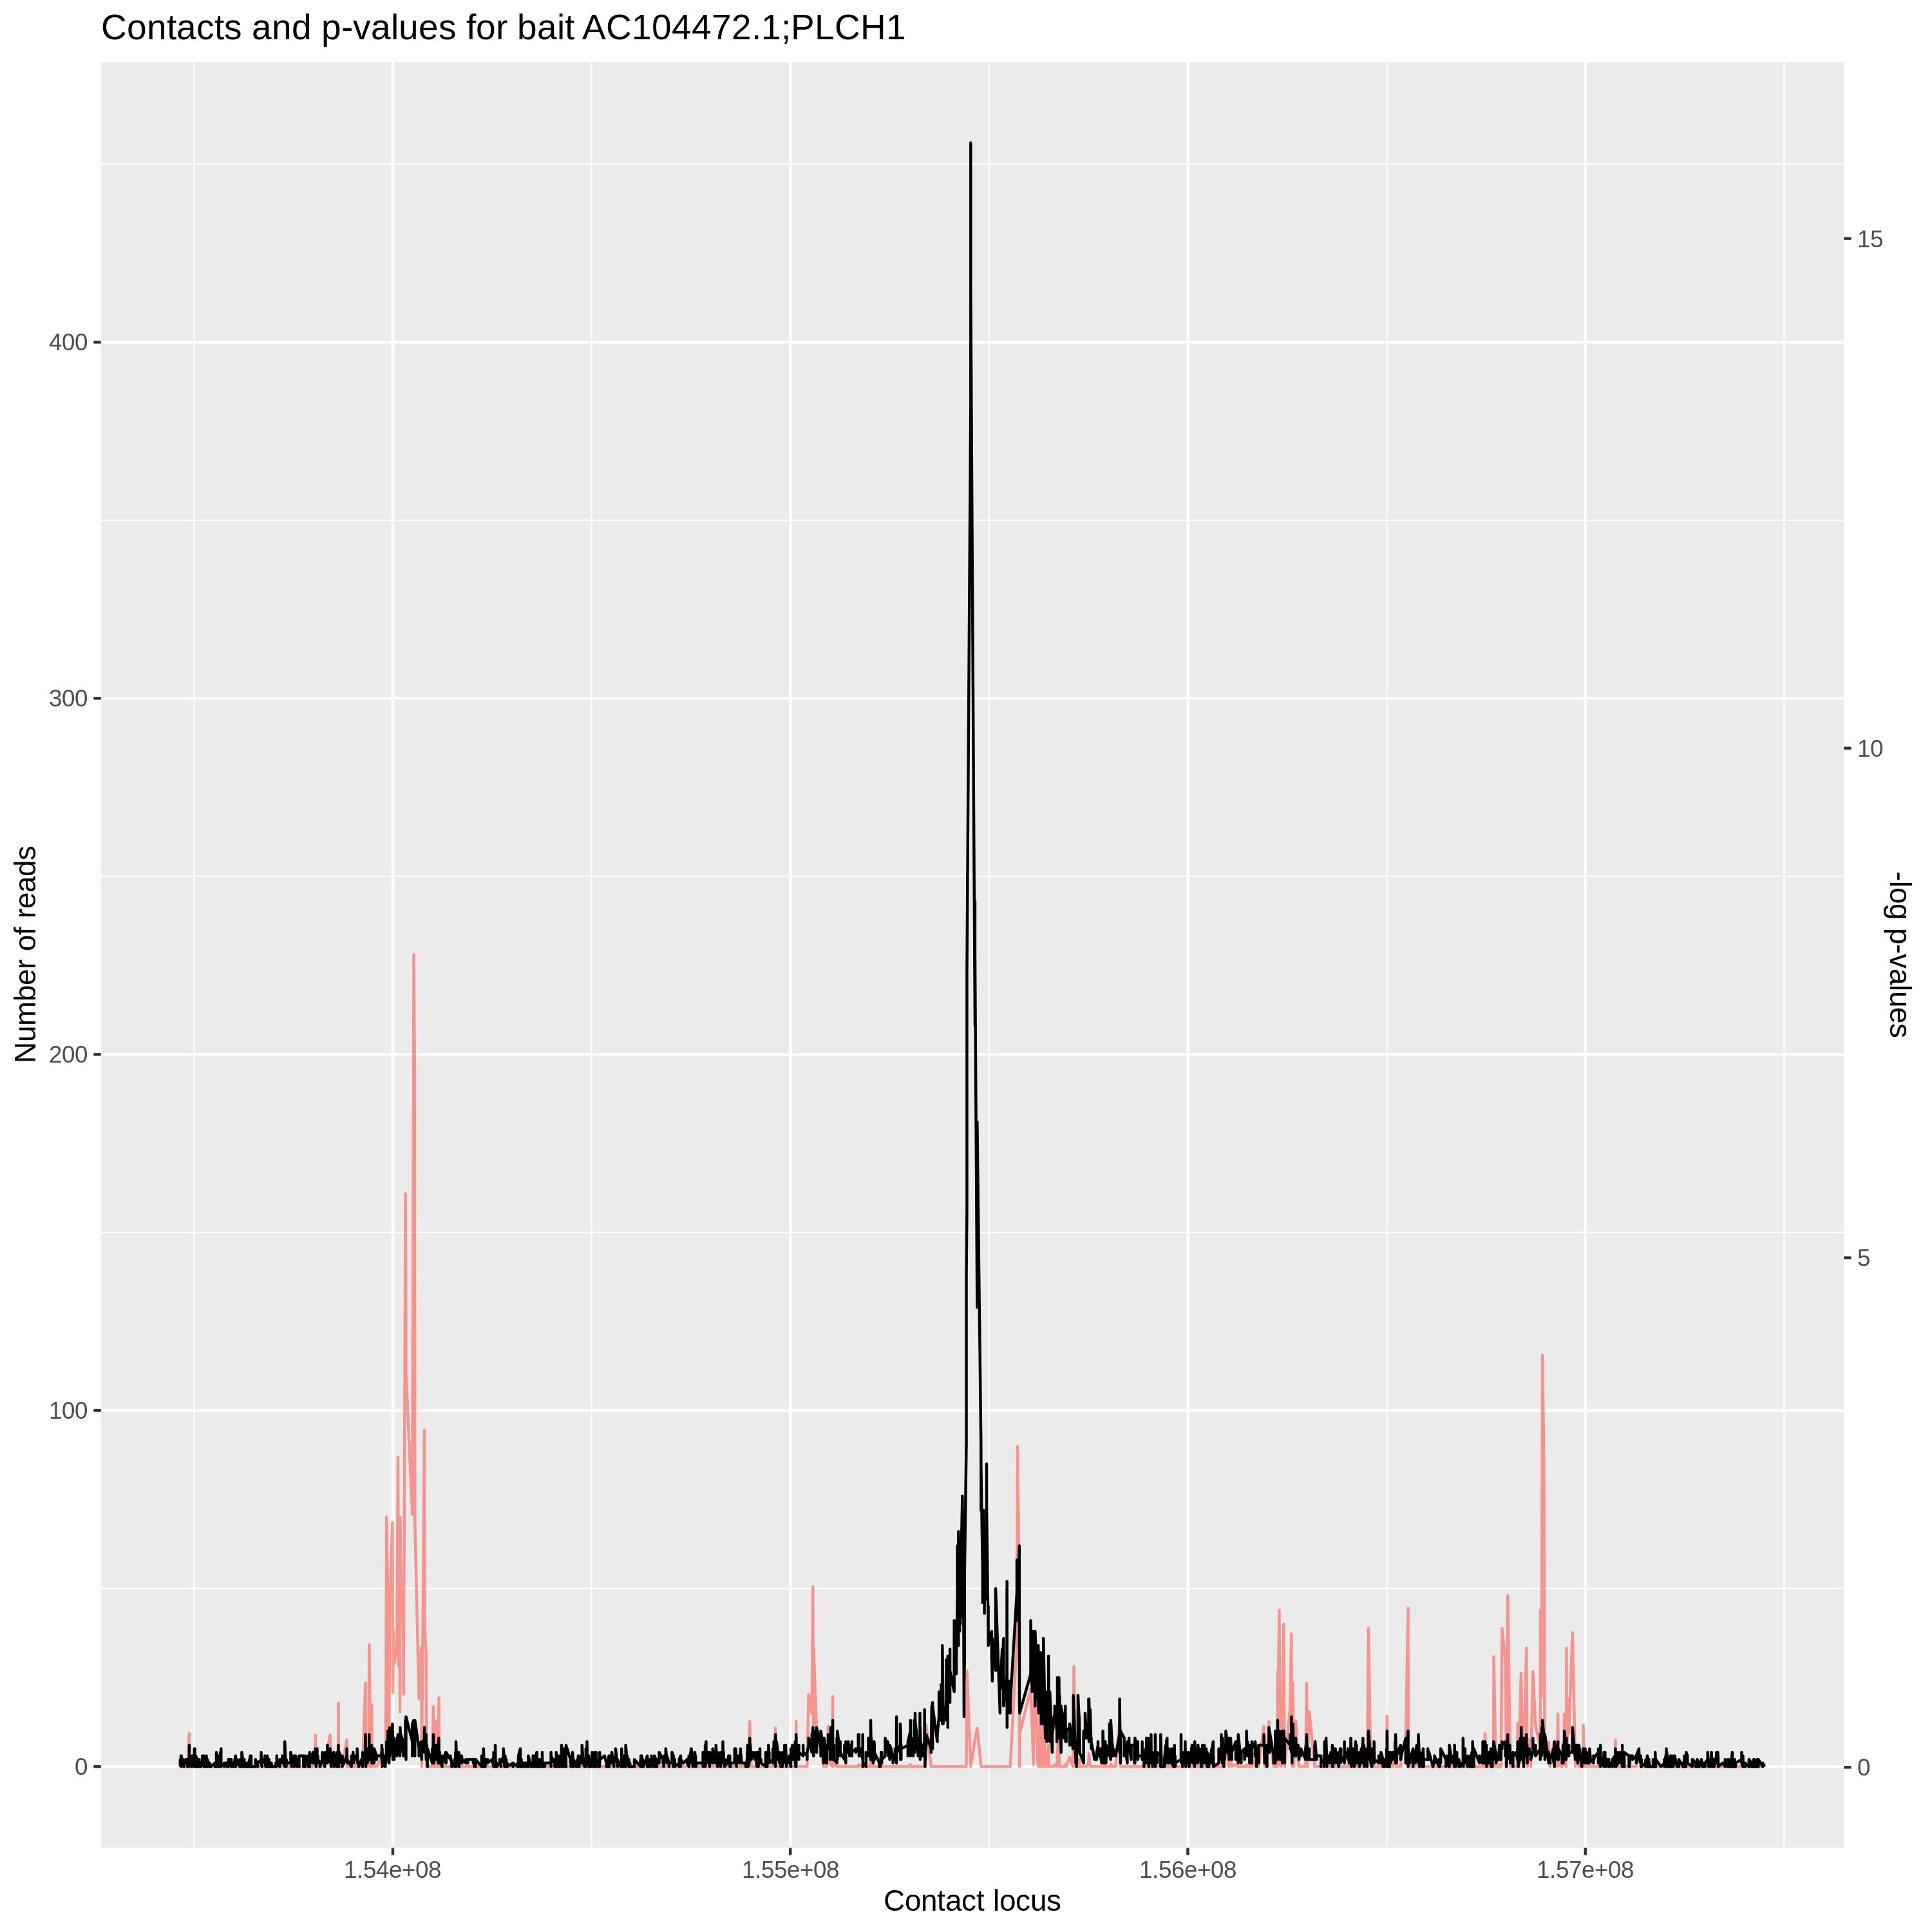 Contacts and p-values for bait AC104472.1;PLCH1
Number of reads
400
300
200
100
0
15
10
5
0
-log p-values
1.54e+08
1.55e+08
1.56e+08
1.57e+08
Contact locus